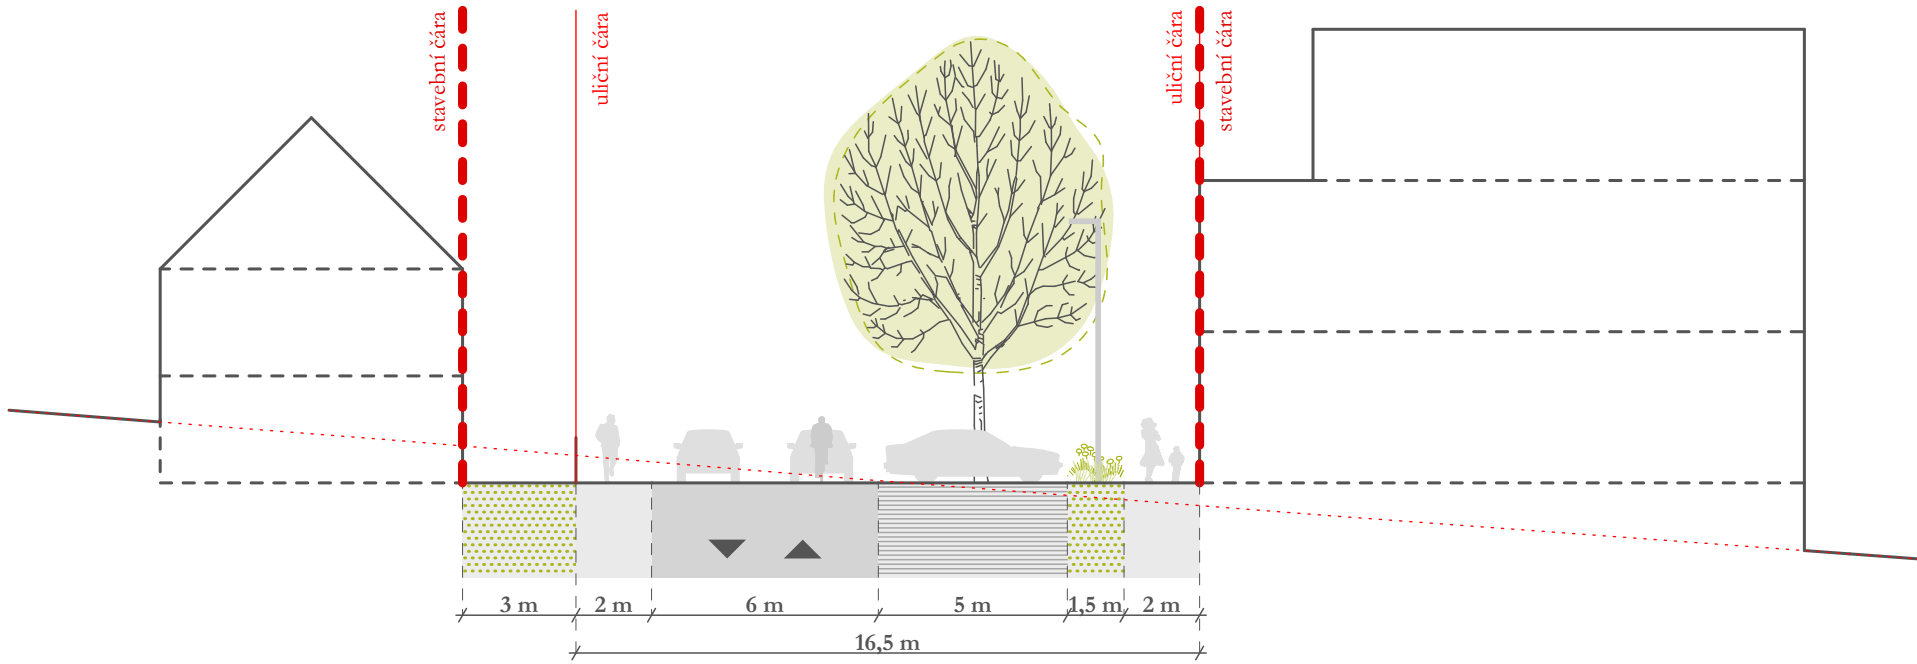 stavební čára
uliční čára
uliční čára
stavební čára
3 m
2 m
6 m
5 m
1,5 m
2 m
16,5 m